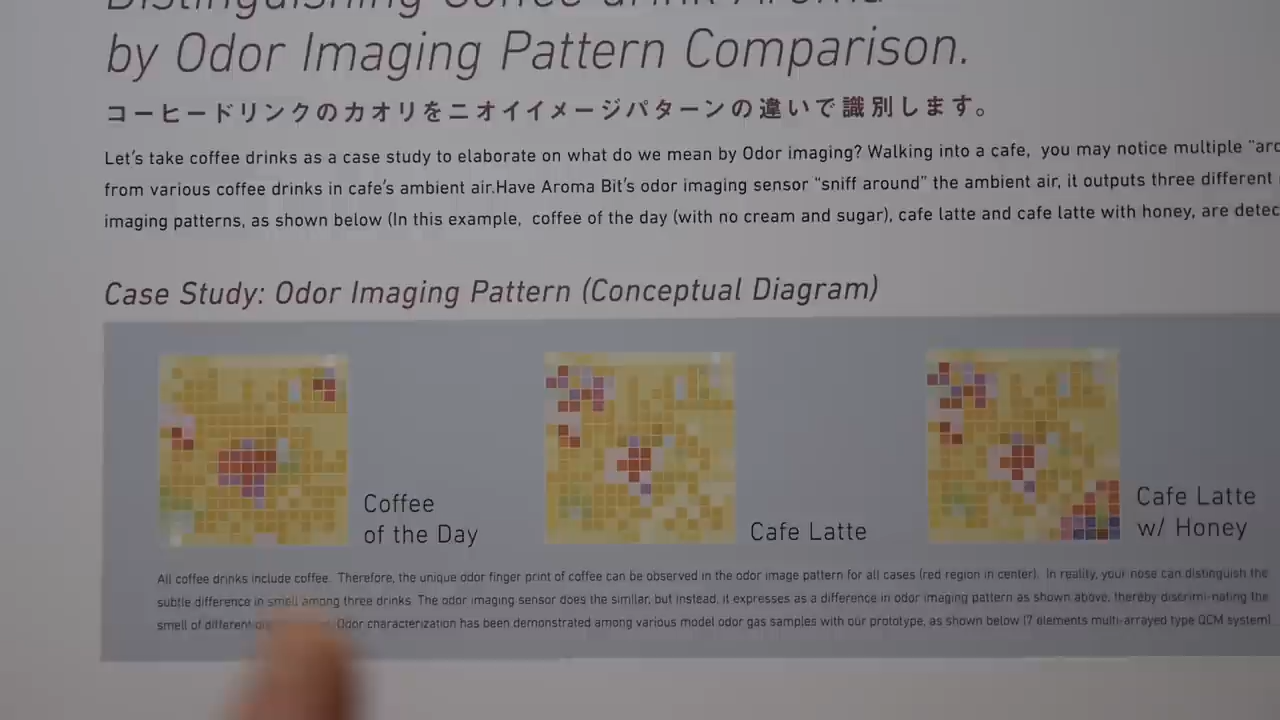 Distinguishing Coffee drink Aroma
by Odor Imaging Pattern Comparison.
コーヒードリンクのカオリをニオイイメージパターンの違いで識別します。
Let's take coffee drinks as a case study to elaborate on what do we mean by Odor imaging? Walking into a cafe, you may notice multiple
from various coffee drinks in cafe's ambient air.Have Aroma Bit's odor imaging sensor "sniff around" the ambient air, it outputs three different
imaging patterns, as shown below (In this example, coffee of the day (with no cream and sugar), cafe latte and cafe latte with honey, are
Case Study: Odor Imaging Pattern (Conceptual Diagram)
Coffee
of the Day
Cafe Latte
Cafe Latte
w/ Honey
All coffee drinks include coffee. Therefore, the unique odor finger print of coffee can be observed in the odor image pattern for all cases (red region in center). In reality, your nose can distinguish the
subtle difference in smell among three drinks. The odor imaging sensor does the similar, but instead, it expresses as a difference in odor imaging pattern as shown above, thereby discrimi-nating the
smell of different Odor characterization has been demonstrated among various model odor gas samples with our prototype, as shown below (7 elements multi-arrayed type QCM system)